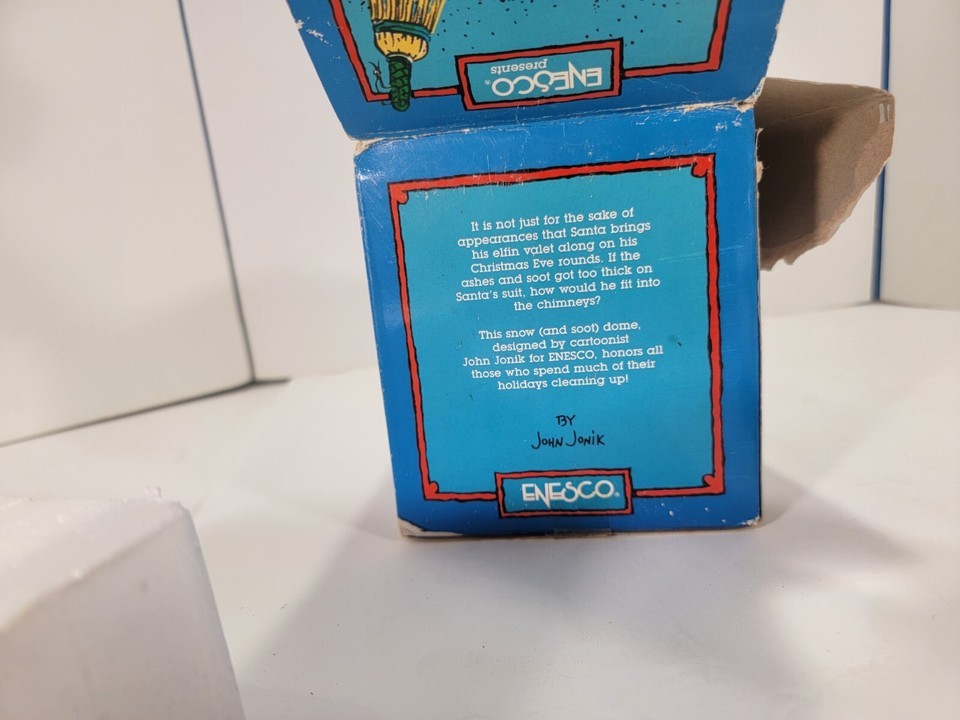 ENESCO®
presents
It is not just for the sake of
appearances that Santa brings
his elfin valet along on his
Christmas Eve rounds. If the
ashes and soot got too thick on
Santa's suit, how would he fit into
the chimneys?
This snow (and soot) dome,
designed by cartoonist
John Jonik for ENESCO, honors all
those who spend much of their
holidays cleaning up!
BY
JOHN JONIK
ENESCO®